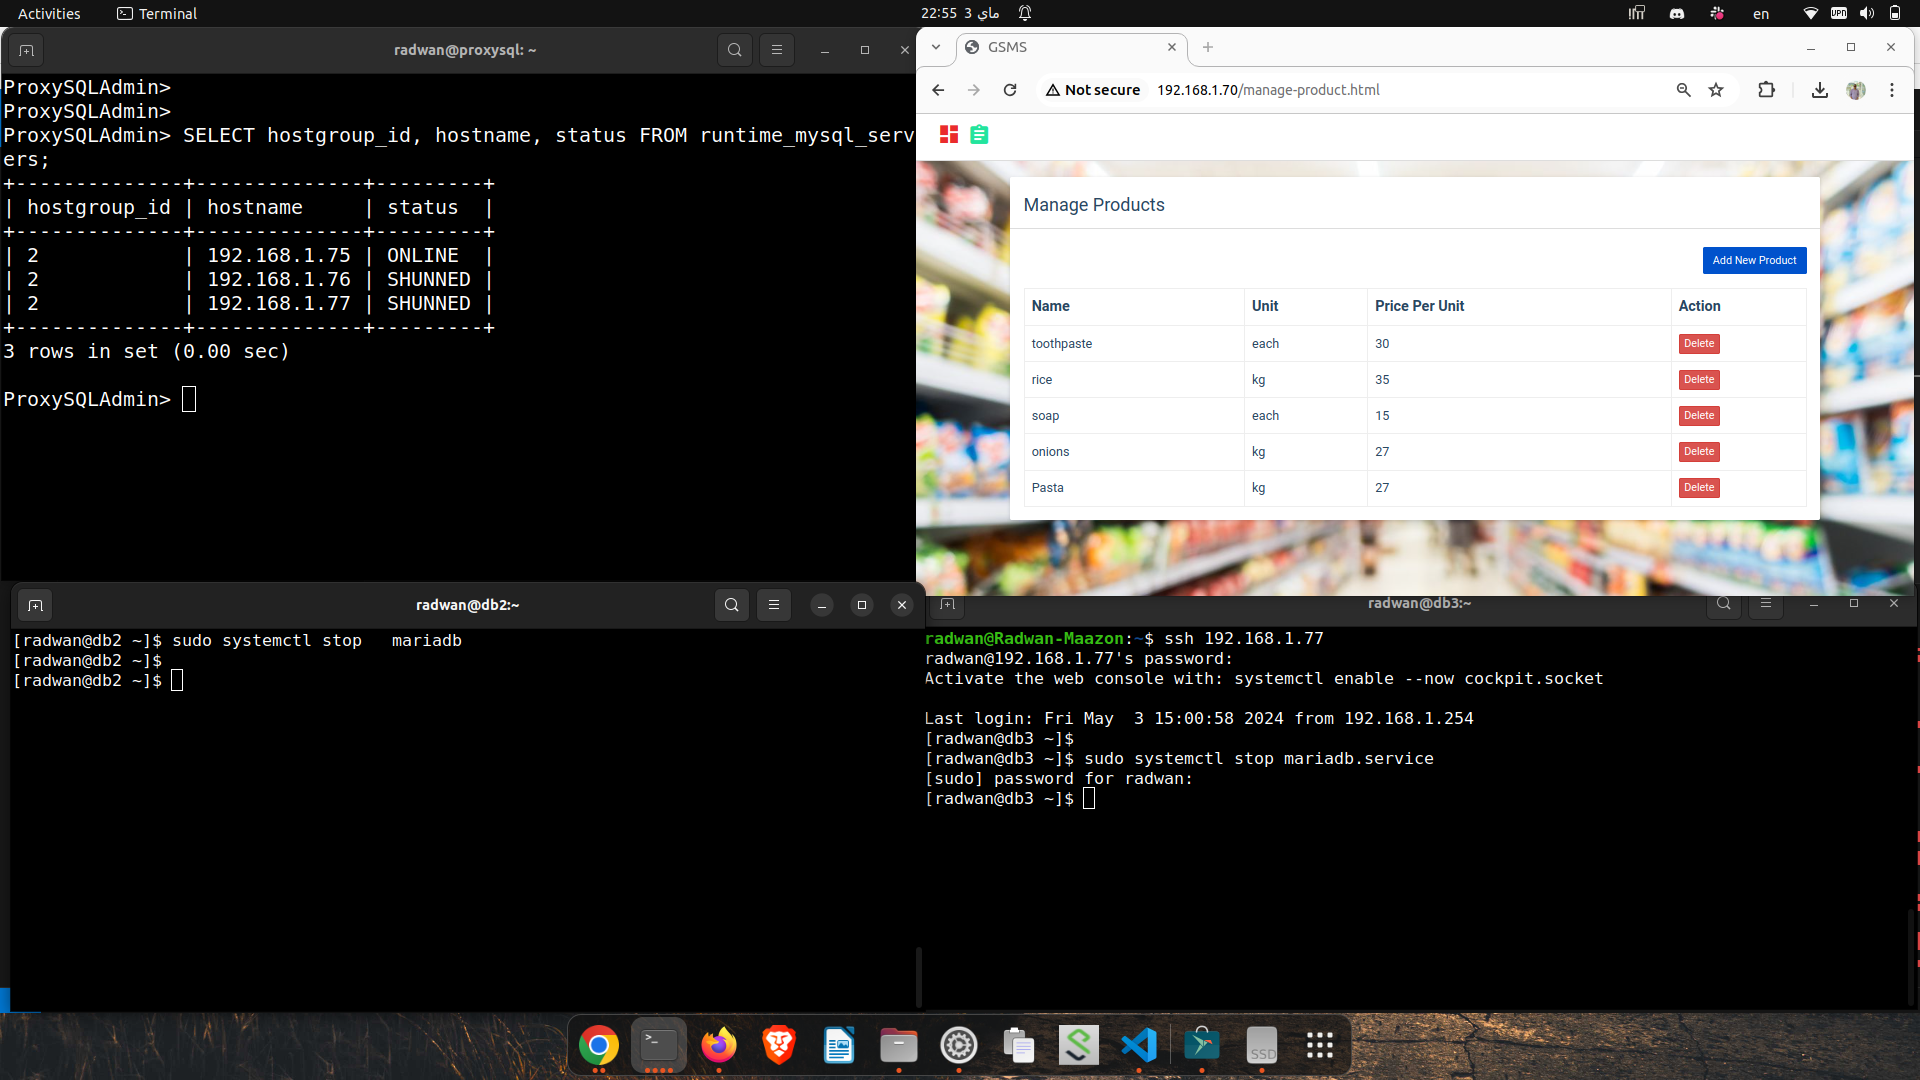 Activities
Terminal
22:55 3 ماي
en
radwan@proxysql: ~
ProxySQLAdmin>
ProxySQLAdmin>
ProxySQLAdmin> SELECT hostgroup_id, hostname, status FROM runtime_mysql_serv
ers;
+--------------+--------------+---------+
| hostgroup_id | hostname     | status  |
+--------------+--------------+---------+
| 2            | 192.168.1.75 | ONLINE  |
| 2            | 192.168.1.76 | SHUNNED |
| 2            | 192.168.1.77 | SHUNNED |
+--------------+--------------+---------+
3 rows in set (0.00 sec)
ProxySQLAdmin>
GSMS
Not secure 192.168.1.70/manage-product.html
Manage Products
Add New Product
Name Unit Price Per Unit Action
toothpaste each 30 Delete
rice kg 35 Delete
soap each 15 Delete
onions kg 27 Delete
Pasta kg 27 Delete
radwan@db2:~
[radwan@db2 ~]$ sudo systemctl stop   mariadb
[radwan@db2 ~]$
[radwan@db2 ~]$
radwan@db3:~
radwan@Radwan-Maazon:~$ ssh 192.168.1.77
radwan@192.168.1.77's password:
Activate the web console with: systemctl enable --now cockpit.socket
Last login: Fri May  3 15:00:58 2024 from 192.168.1.254
[radwan@db3 ~]$
[radwan@db3 ~]$ sudo systemctl stop mariadb.service
[sudo] password for radwan:
[radwan@db3 ~]$
SSD